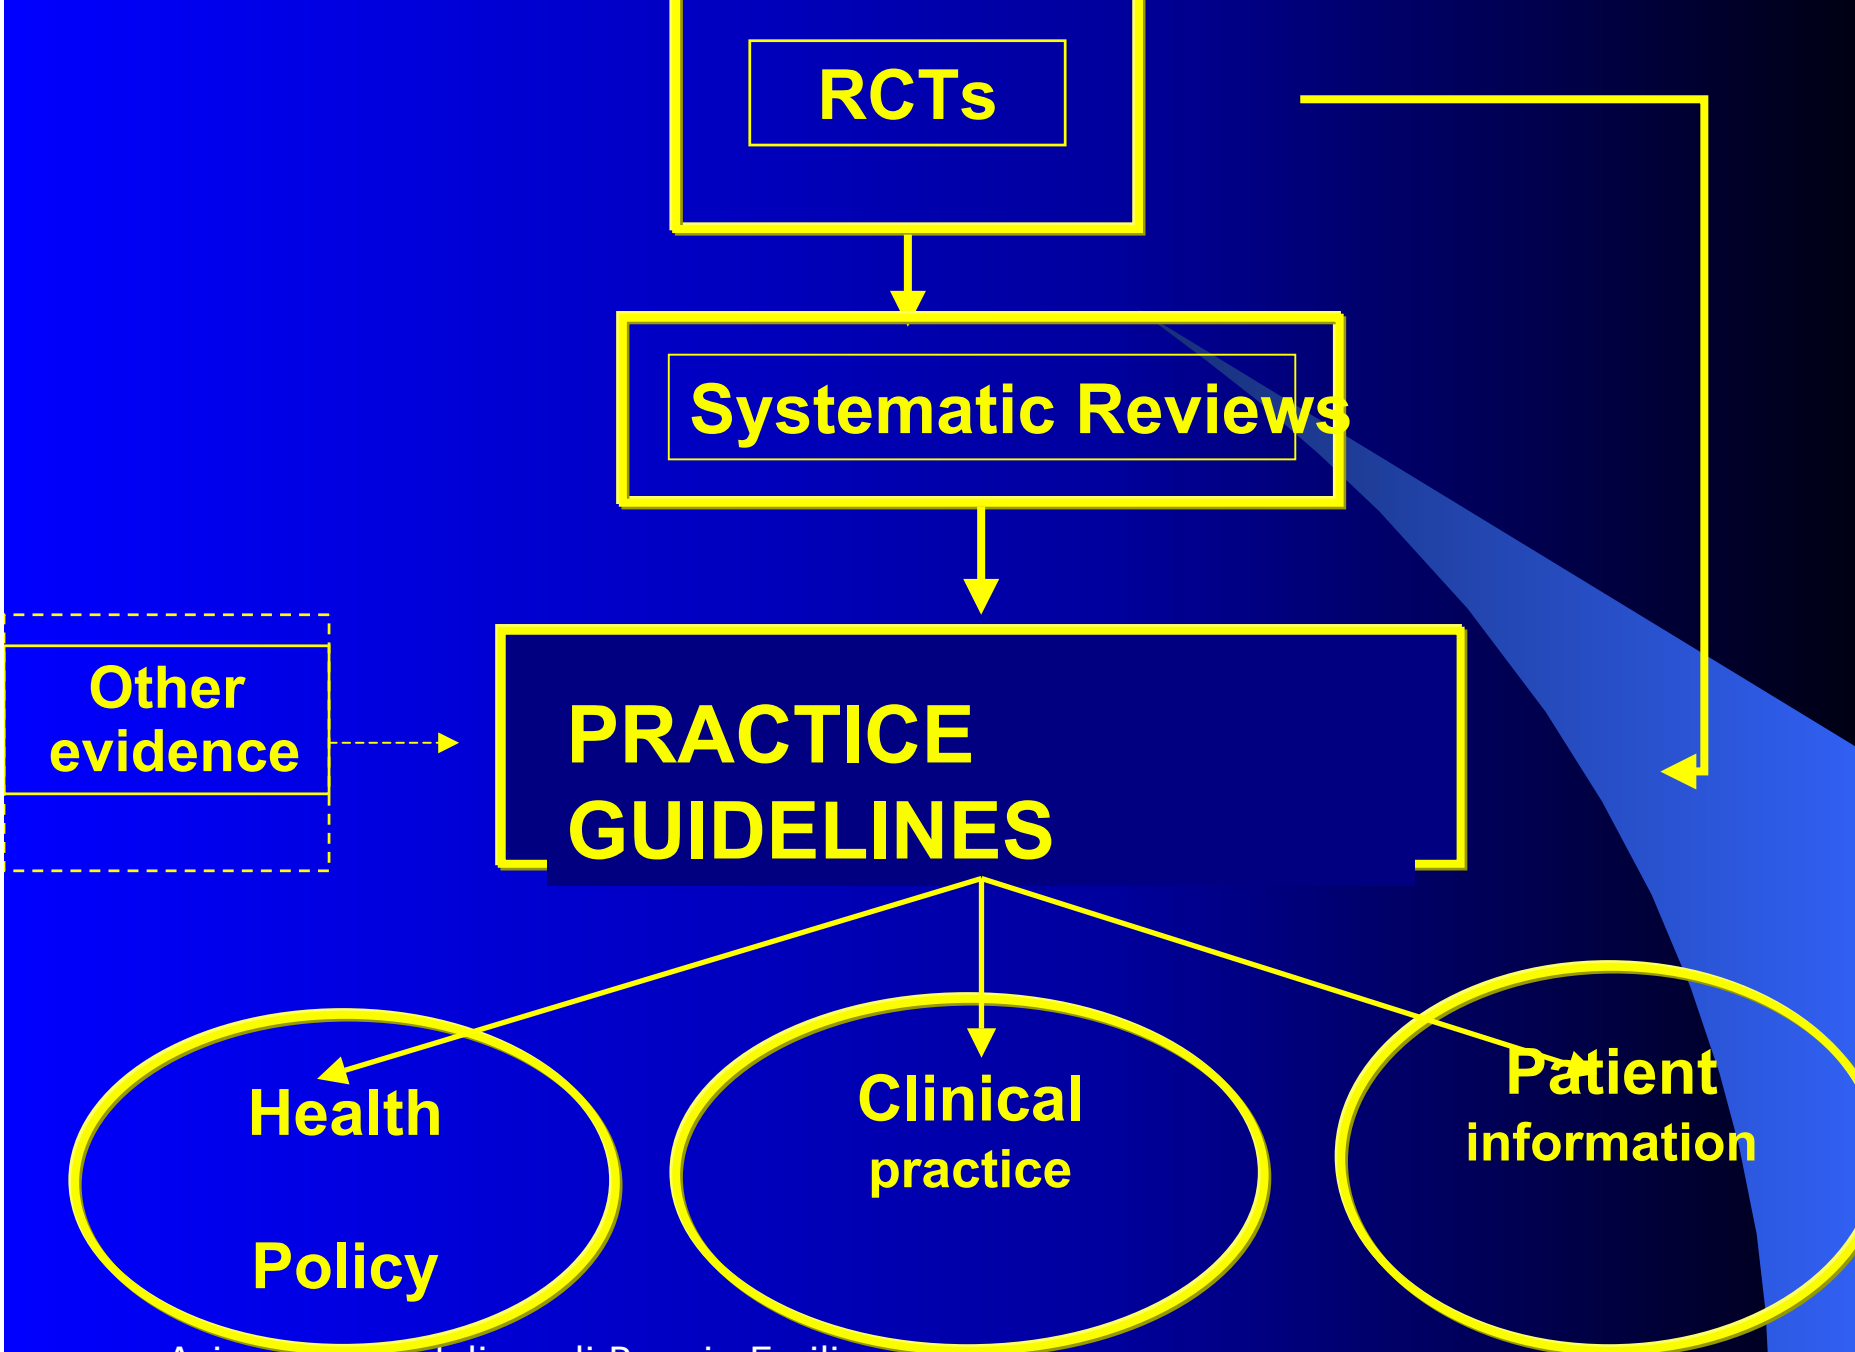 RCTs
Systematic Reviews
Other
evidence
PRACTICE
GUIDELINES
Health
Policy
Clinical
practice
Patient
information